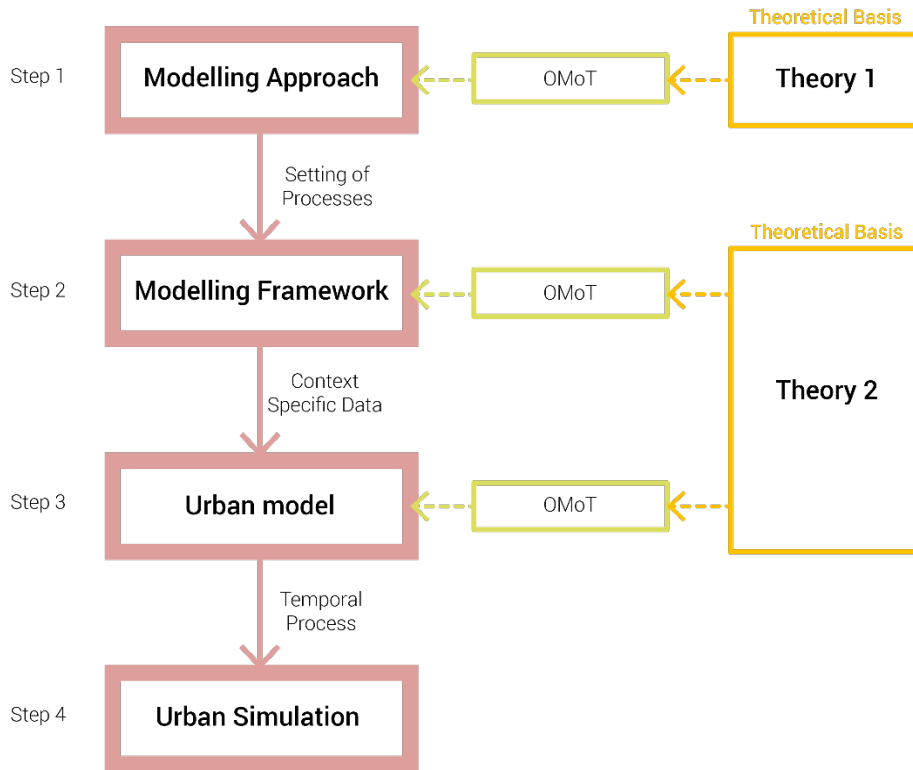 Theoretical Basis
Step 1
Modelling Approach
OMoT
Theory 1
Setting of
Processes
Theoretical Basis
Step 2
Modelling Framework
OMoT
Theory 2
Context
Specific Data
Step 3
Urban model
OMoT
Temporal
Process
Step 4
Urban Simulation